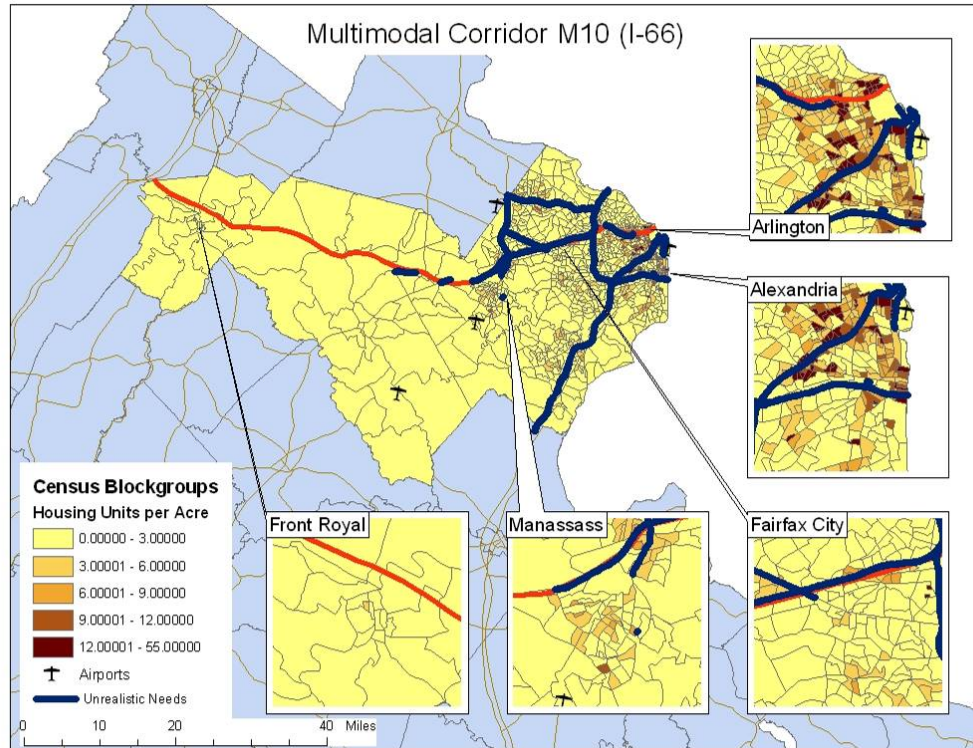 Multimodal Corridor M10 (I-66)
Arlington
Alexandria
Census Blockgroups
Housing Units per Acre
0.00000 - 3.00000
3.00001 - 6.00000
6.00001 - 9.00000
9.00001 - 12.00000
12.00001 - 55.00000
Airports
Unrealistic Needs
0 10 20 40 Miles
Front Royal
Manassass
Fairfax City